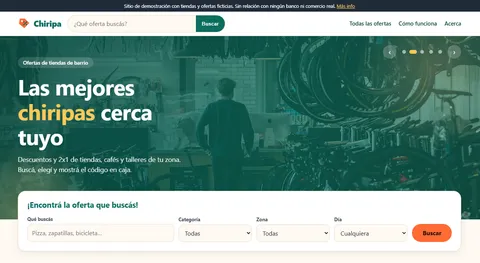 Sitio de demostración con tiendas y ofertas ficticias. Sin relación con ningún banco ni comercio real. Más info
Chiripa
¿Qué oferta buscás?
Buscar
Todas las ofertas
Cómo funciona
Acerca
Ofertas de tiendas de barrio
Las mejores
chiripas cerca
tuyo
Descuentos y 2x1 de tiendas, cafés y talleres de tu zona.
Buscá, elegí y mostrá el código en caja.
¡Encontrá la oferta que buscás!
Qué buscás
Categoría
Zona
Día
Pizza, zapatillas, bicicleta...
Todas
Todas
Cualquiera
Buscar